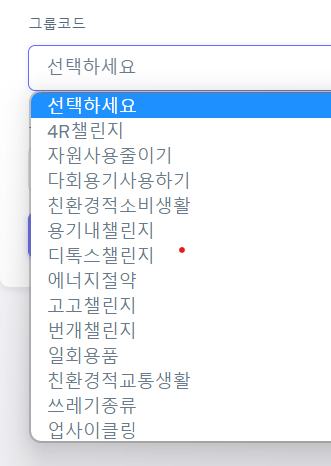 그룹코드
선택하세요
선택하세요
4R챌린지
자원사용줄이기
다회용기사용하기
친환경적소비생활
용기내챌린지
디톡스챌린지
에너지절약
고고챌린지
번개챌린지
일회용품
친환경적교통생활
쓰레기종류
업사이클링